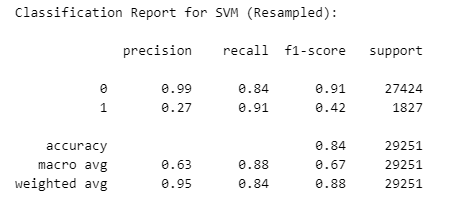 Classification Report for SVM (Resampled):
precision recall f1-score support
0 0.99 0.84 0.91 27424
1 0.27 0.91 0.42 1827
accuracy 0.84 29251
macro avg 0.63 0.88 0.67 29251
weighted avg 0.95 0.84 0.88 29251